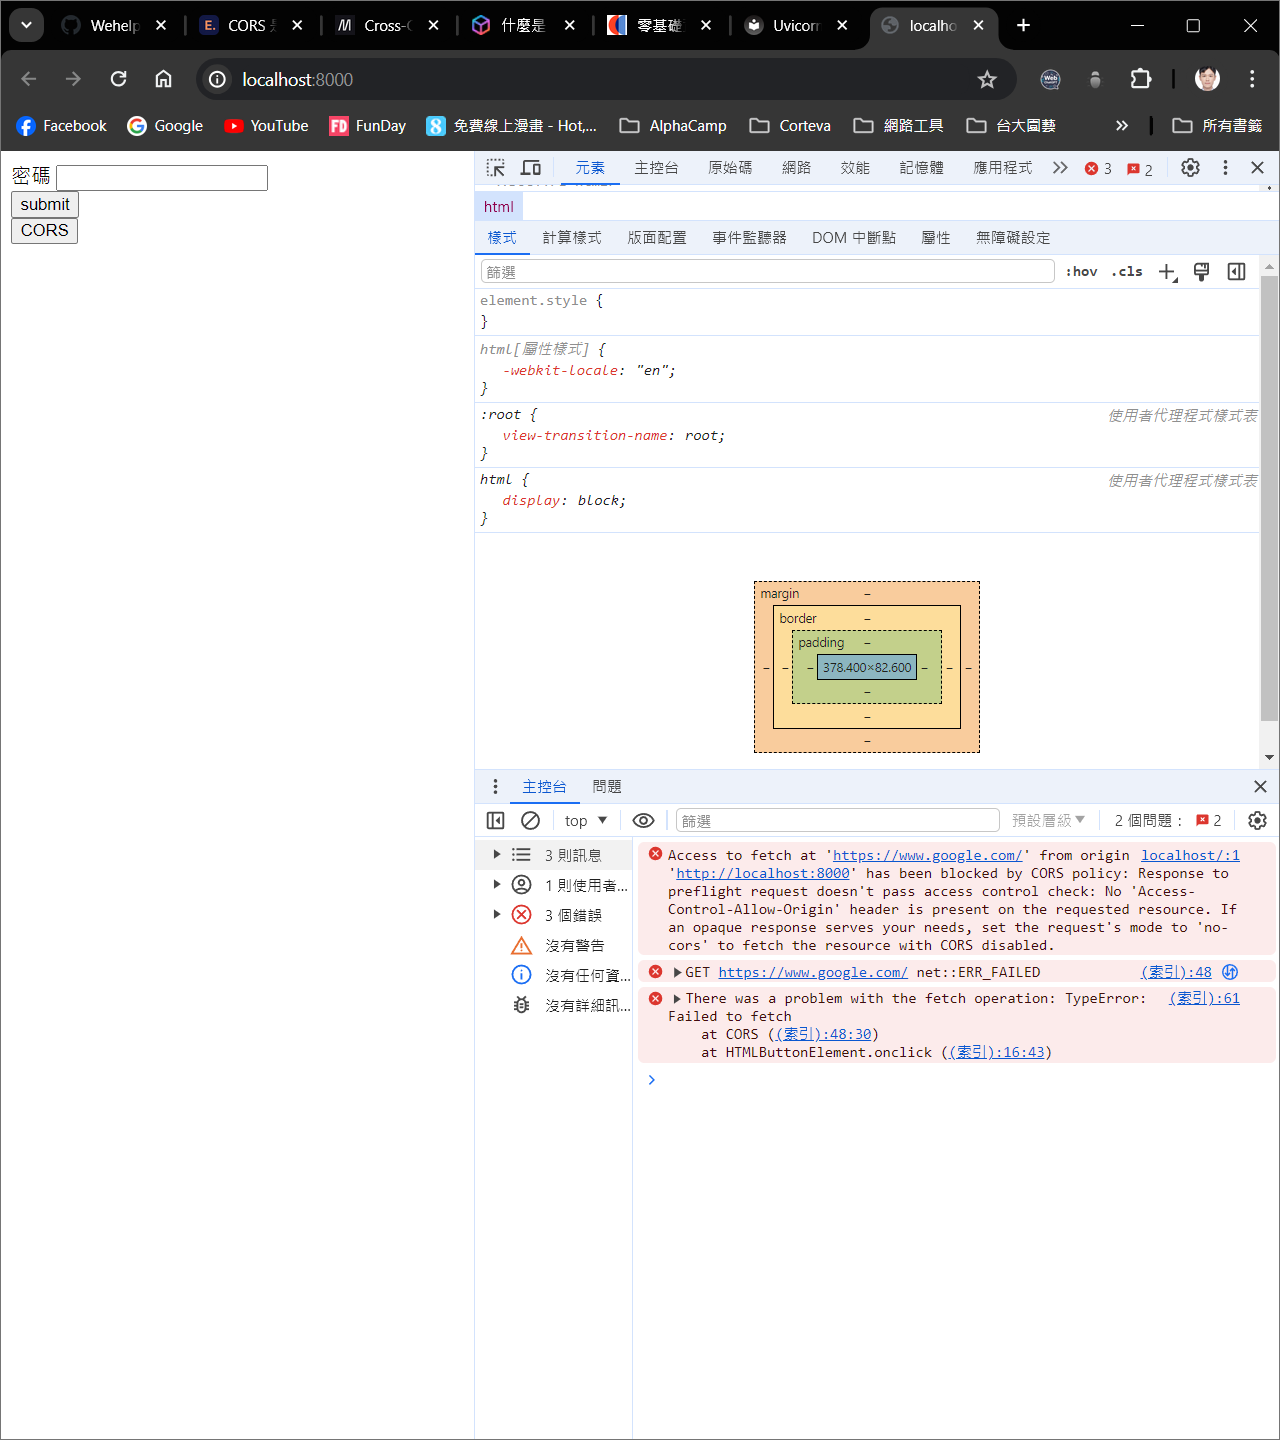 Wehelp
CORS 是
Cross-O
什麼是
零基礎
Uvicorn
localho
localhost:8000
Facebook
Google
YouTube
FunDay
免費線上漫畫 - Hot,...
AlphaCamp
Corteva
網路工具
台大園藝
所有書籤
密碼
submit
CORS
元素
主控台
原始碼
網路
效能
記憶體
應用程式
3
2
html
樣式
計算樣式
版面配置
事件監聽器
DOM 中斷點
屬性
無障礙設定
篩選
:hov
.cls
element.style {
}
html[屬性樣式] {
-webkit-locale: "en";
}
:root {
使用者代理程式樣式表
view-transition-name: root;
}
html {
使用者代理程式樣式表
display: block;
}
margin
–
border
–
padding
–
– – – 378.400×82.600 – – –
–
–
–
主控台
問題
top
篩選
預設層級
2 個問題：
2
3 則訊息
1 則使用者...
3 個錯誤
沒有警告
沒有任何資...
沒有詳細訊...
Access to fetch at 'https://www.google.com/' from origin localhost/:1
'http://localhost:8000' has been blocked by CORS policy: Response to
preflight request doesn't pass access control check: No 'Access-
Control-Allow-Origin' header is present on the requested resource. If
an opaque response serves your needs, set the request's mode to 'no-
cors' to fetch the resource with CORS disabled.
GET https://www.google.com/ net::ERR_FAILED (索引):48
There was a problem with the fetch operation: TypeError: (索引):61
Failed to fetch
at CORS ((索引):48:30)
at HTMLButtonElement.onclick ((索引):16:43)